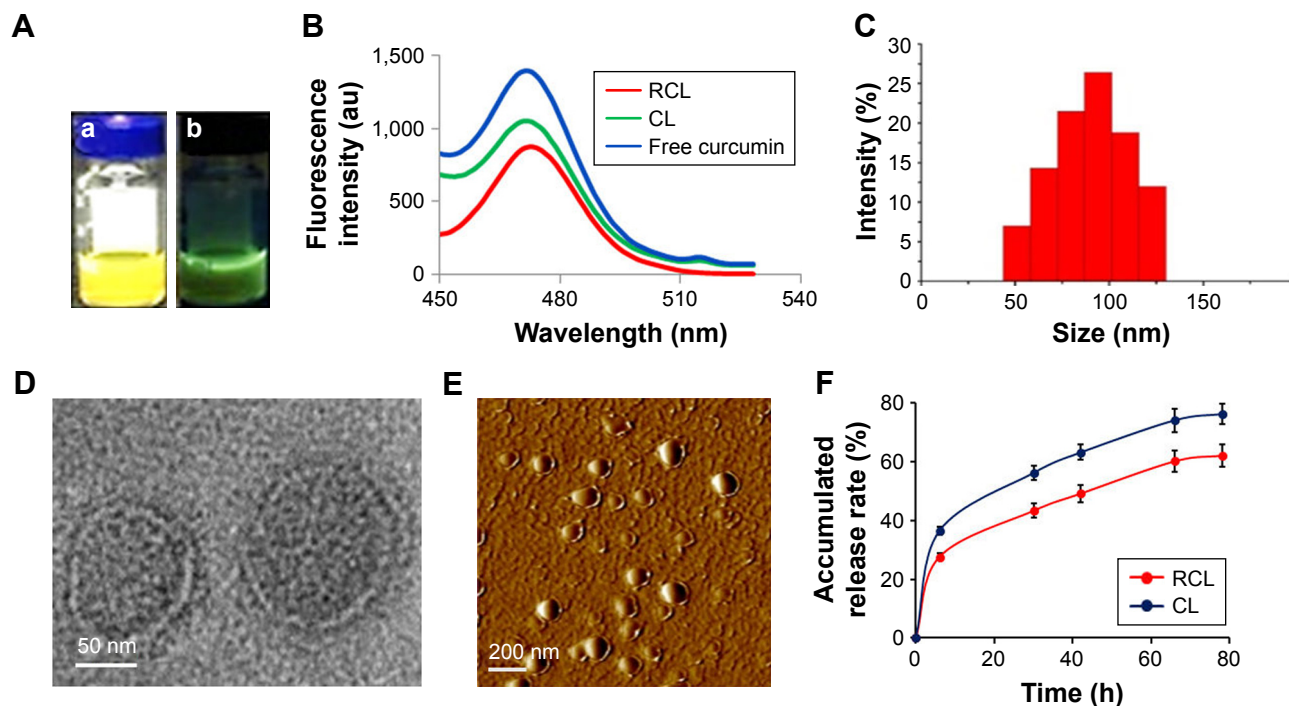 A
a
b
B
Fluorescence
intensity (au)
1,500
1,000
500
0
450
480
510
540
Wavelength (nm)
RCL
CL
Free curcumin
C
Intensity (%)
30
25
20
15
10
5
0
0
50
100
150
Size (nm)
D
50 nm
E
200 nm
F
Accumulated
release rate (%)
80
60
40
20
0
0
20
40
60
80
Time (h)
RCL
CL